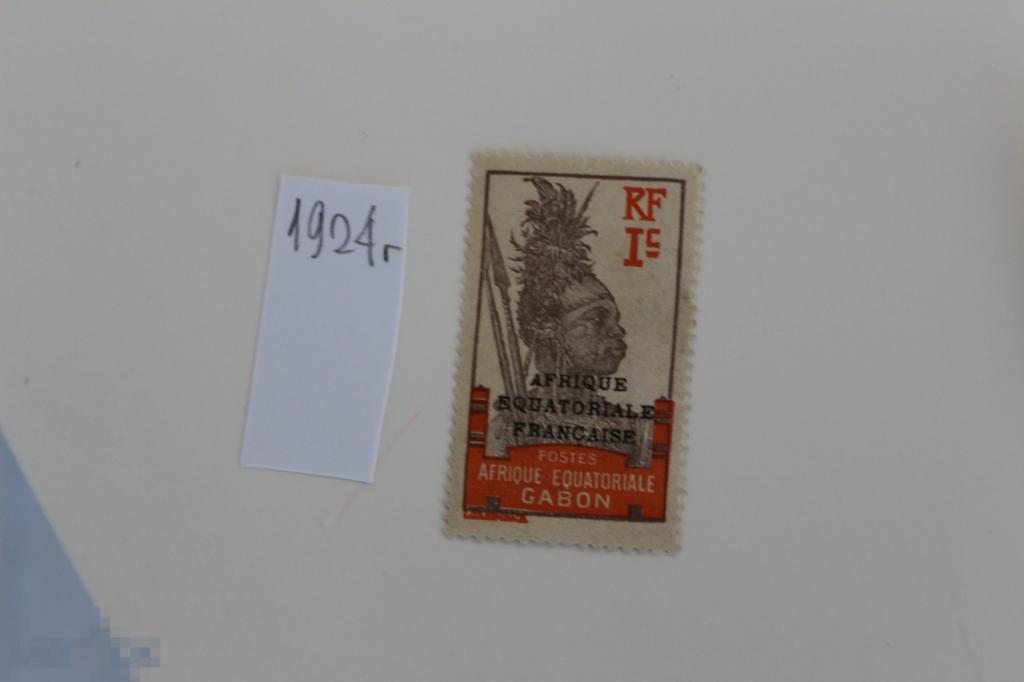 1924г
RF
1c
AFRIQUE
EQUATORIALE
FRANÇAISE
POSTES
AFRIQUE EQUATORIALE
GABON